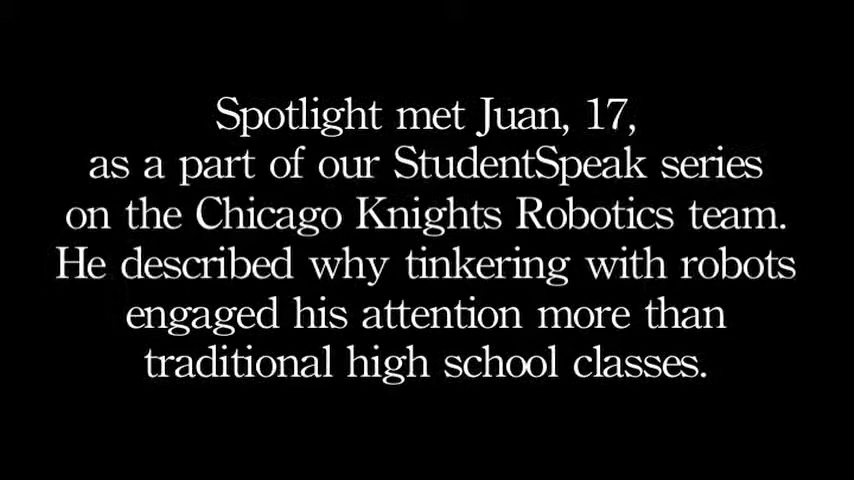 Spotlight met Juan, 17,
as a part of our StudentSpeak series
on the Chicago Knights Robotics team.
He described why tinkering with robots
engaged his attention more than
traditional high school classes.